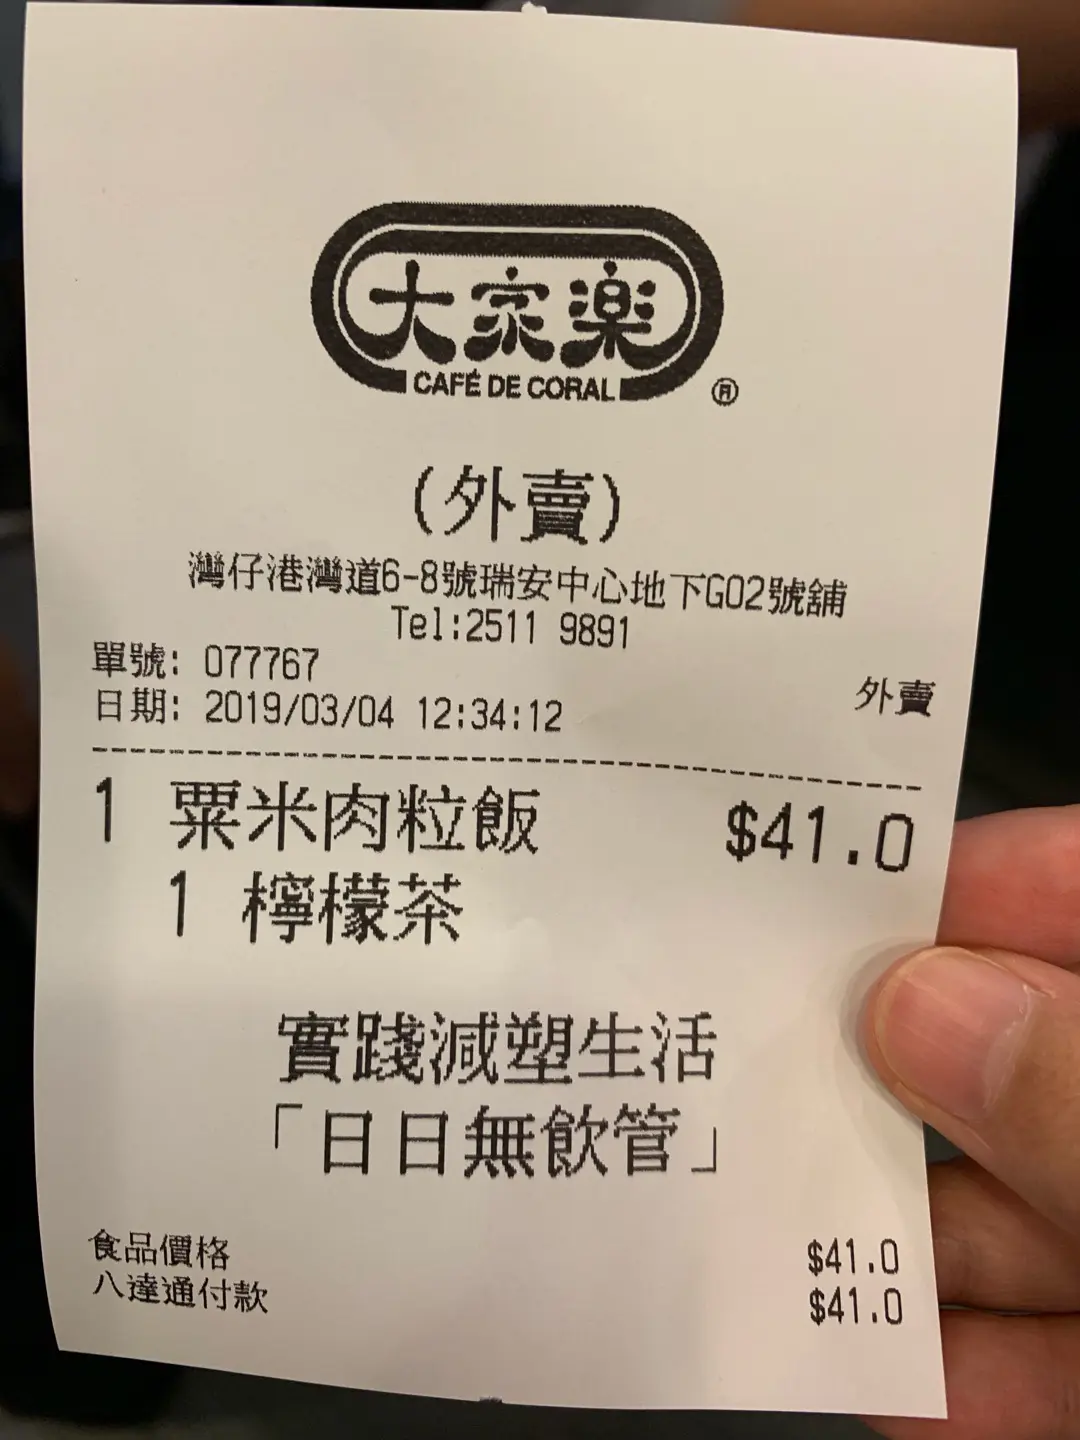 大家楽
CAFÉ DE CORAL ®
(外賣)
灣仔港灣道6-8號瑞安中心地下G02號舖
Tel:2511 9891
單號: 077767
外賣
日期: 2019/03/04 12:34:12
1 粟米肉粒飯 $41.0
1 檸檬茶
實踐減塑生活
「日日無飲管」
食品價格 $41.0
八達通付款 $41.0